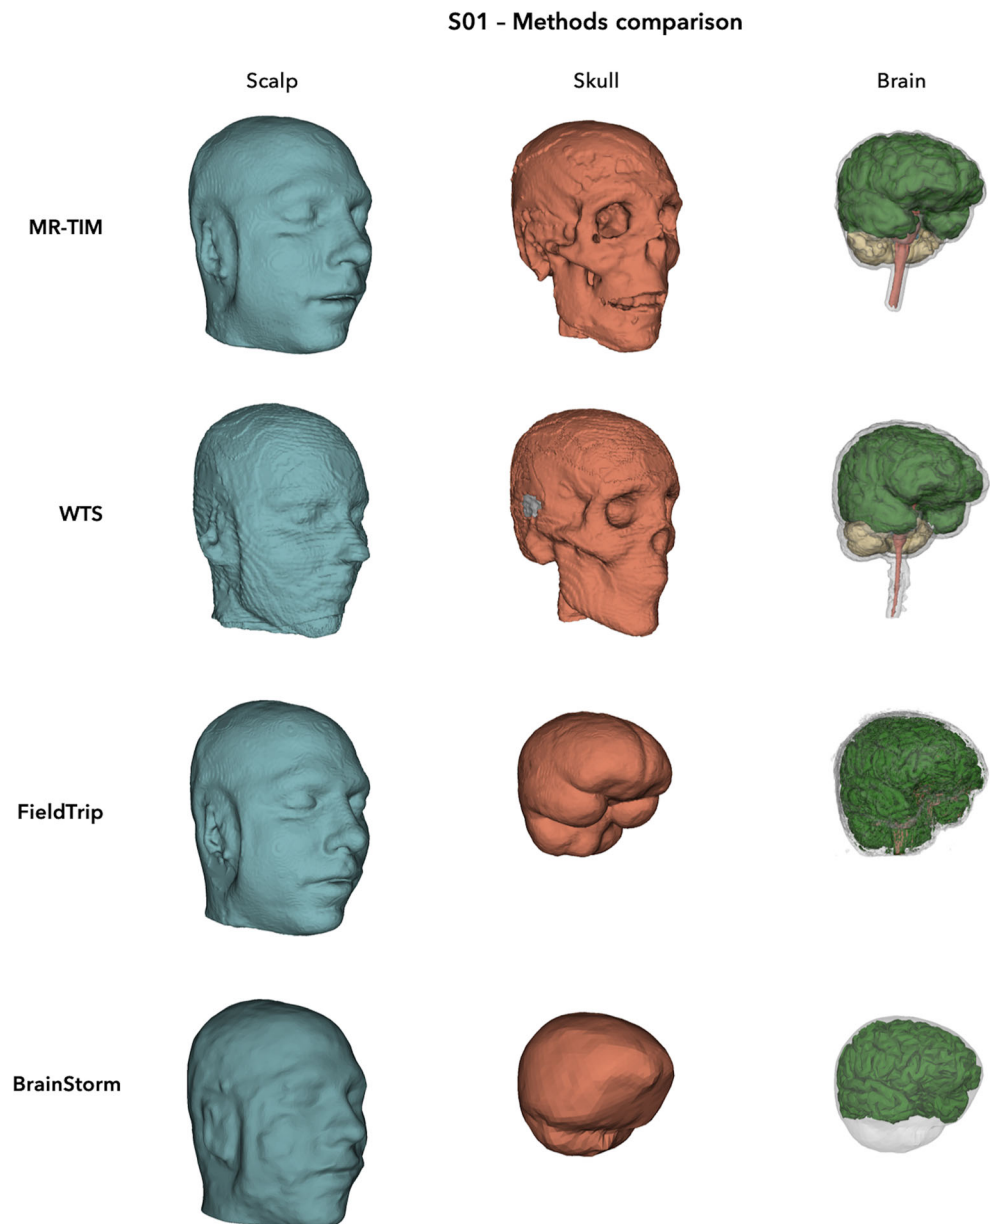 S01 – Methods comparison
Scalp Skull Brain
MR-TIM
WTS
FieldTrip
BrainStorm